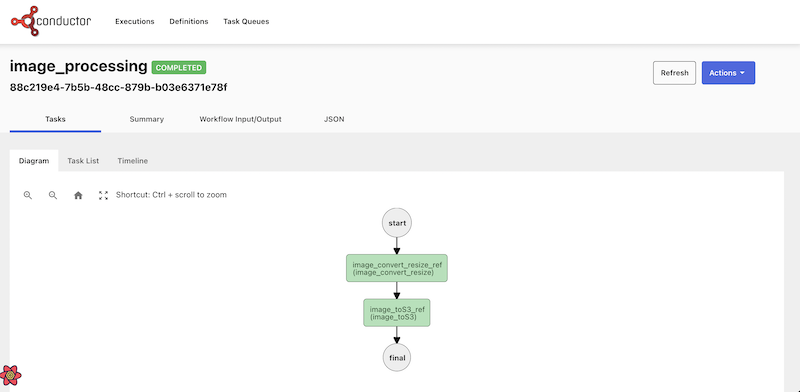 conductor Executions Definitions Task Queues
image_processing COMPLETED
88c219e4-7b5b-48cc-879b-b03e6371e78f
Refresh Actions
Tasks Summary Workflow Input/Output JSON
Diagram Task List Timeline
Shortcut: Ctrl + scroll to zoom
start
image_convert_resize_ref
(image_convert_resize)
image_toS3_ref
(image_toS3)
final